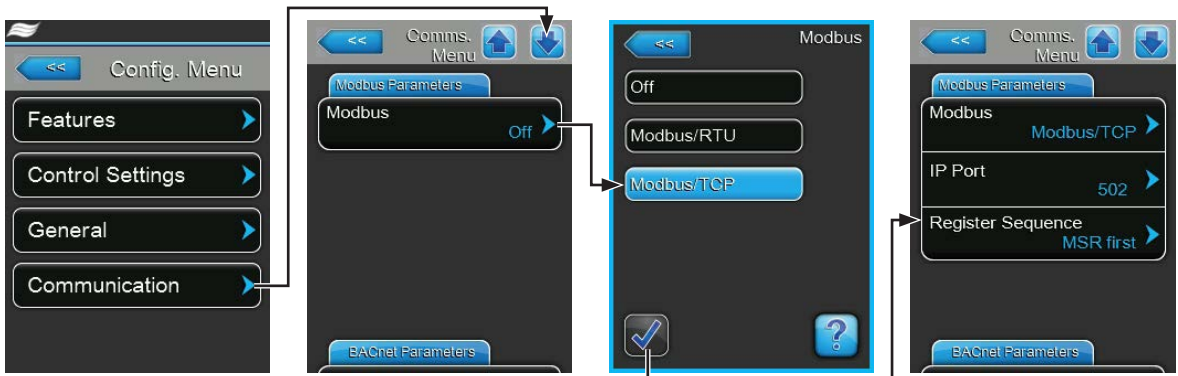 <<
Config. Menu
Features
Control Settings
General
Communication
<<
Comms.
Menu
Modbus Parameters
Modbus
Off
BACnet Parameters
<<
Modbus
Off
Modbus/RTU
Modbus/TCP
?
<<
Comms.
Menu
Modbus Parameters
Modbus
Modbus/TCP
IP Port
502
Register Sequence
MSR first
BACnet Parameters